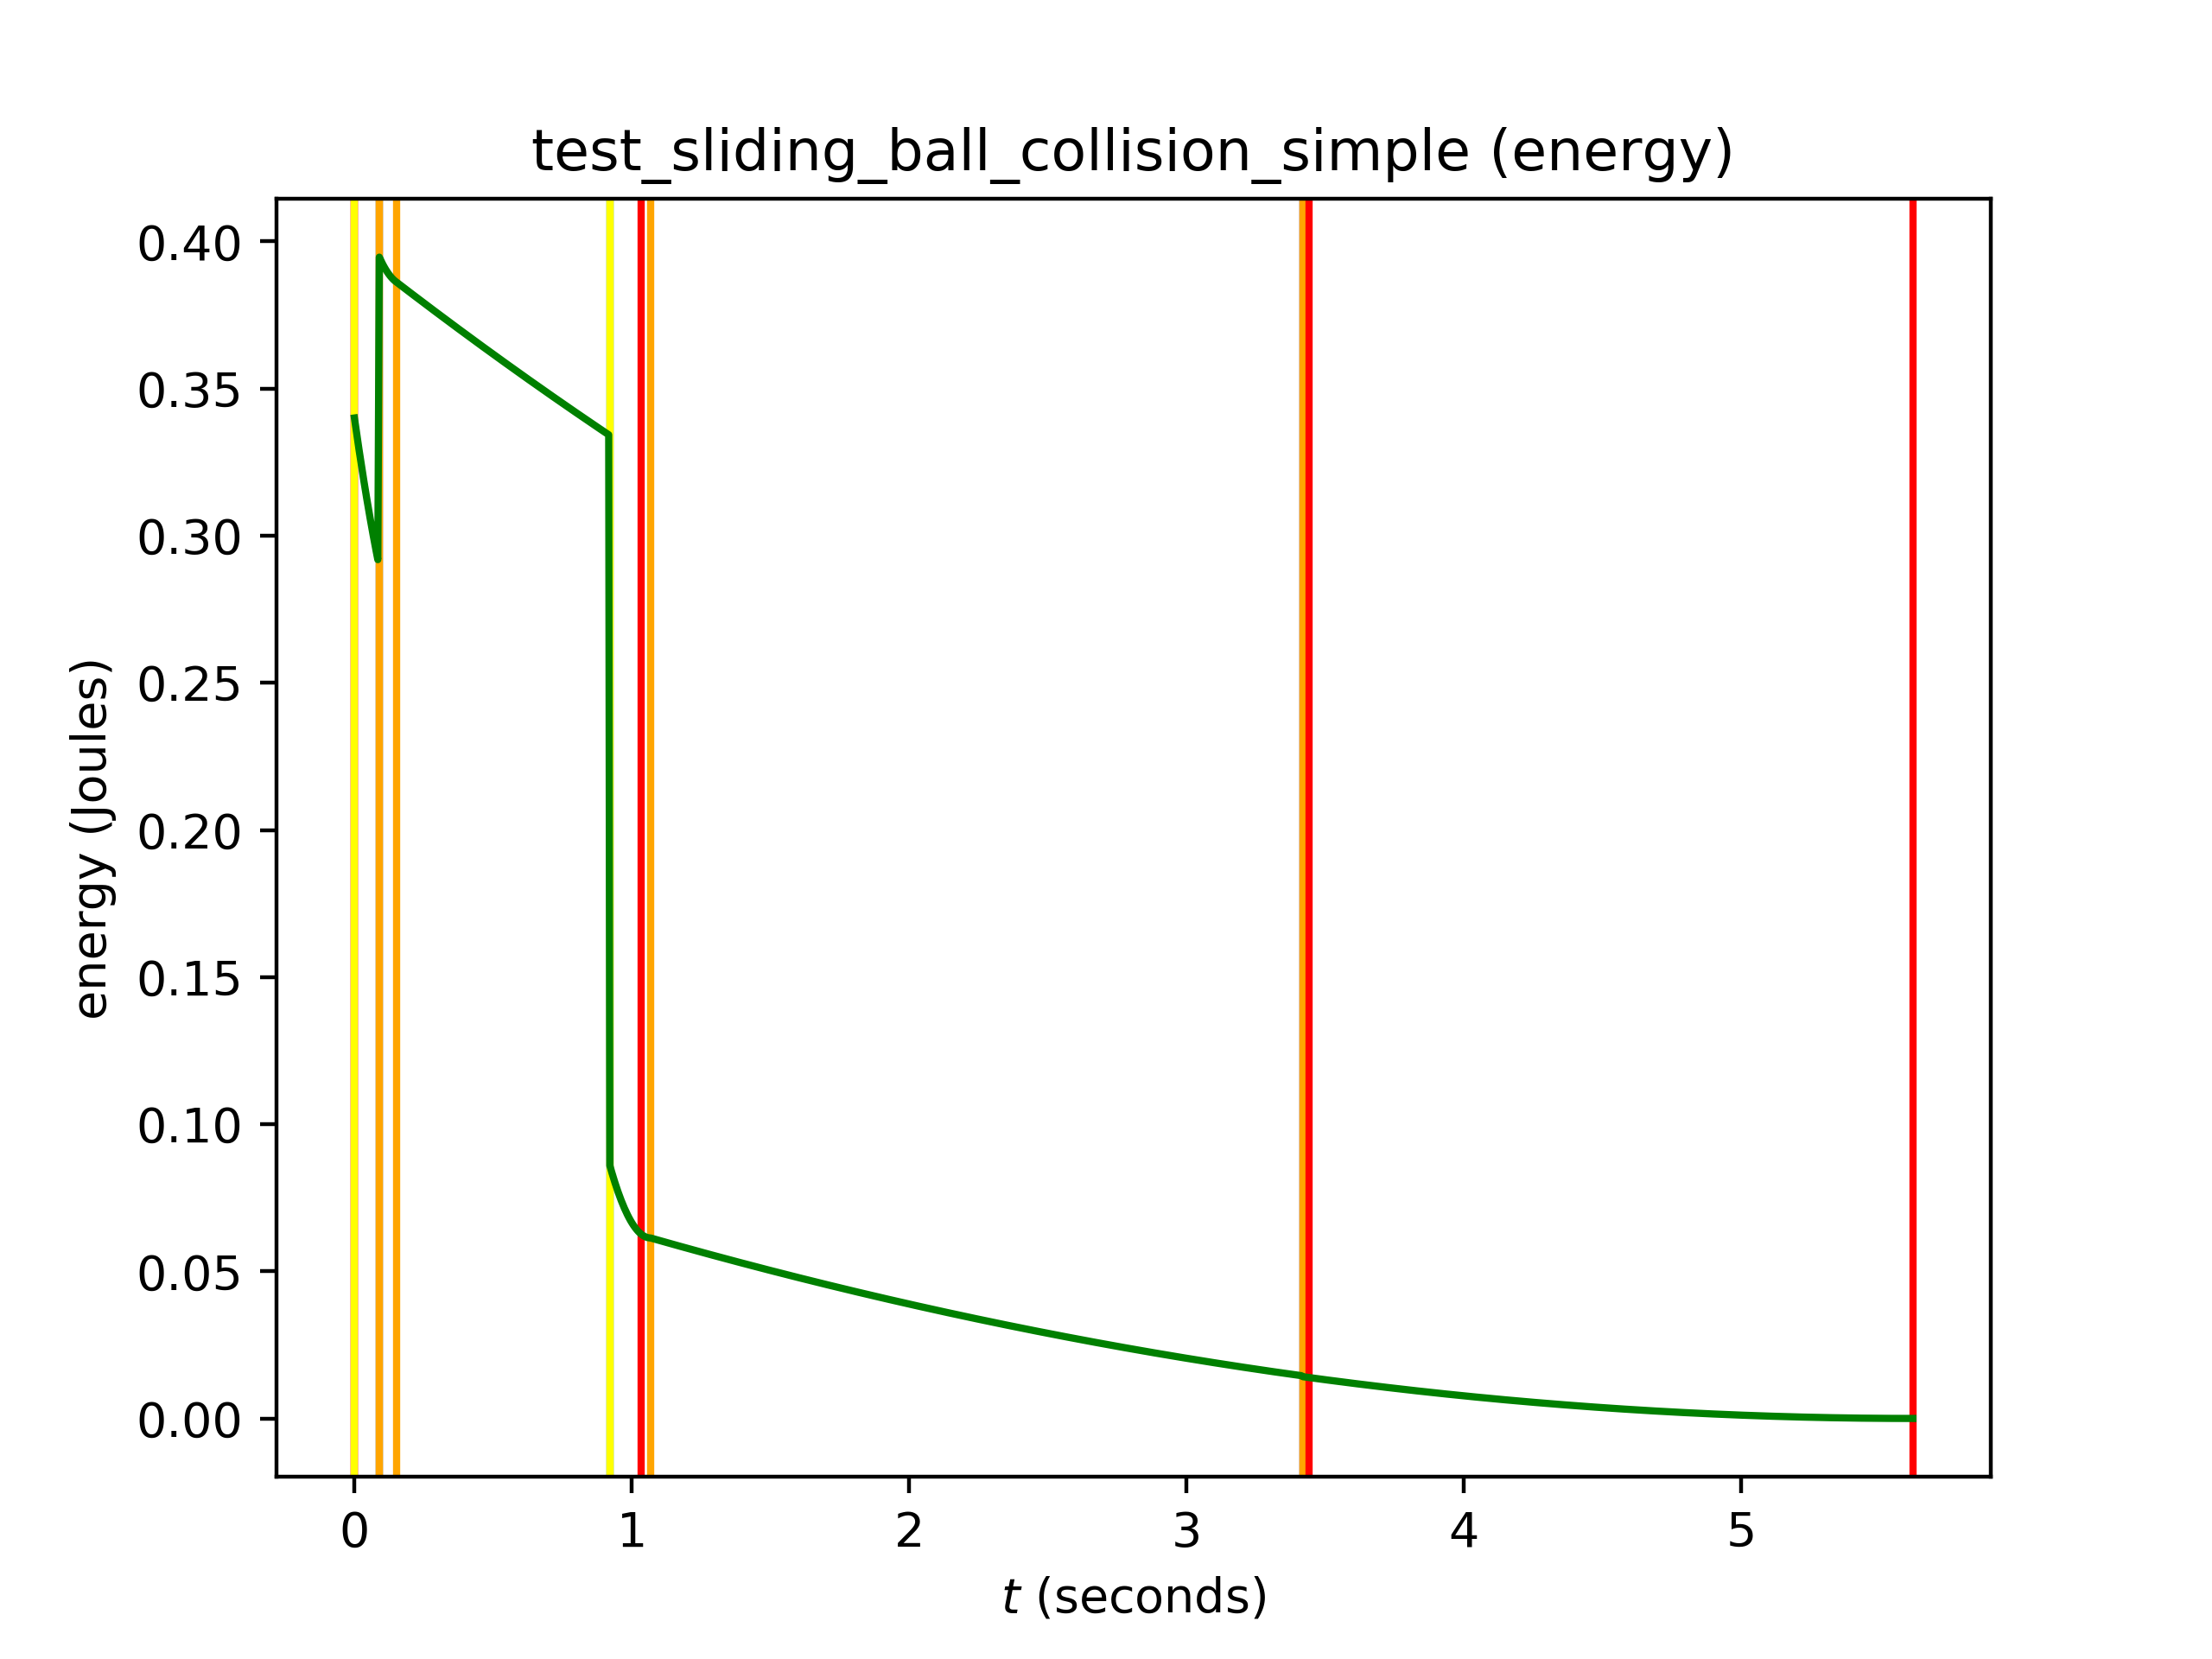 test_sliding_ball_collision_simple (energy)
energy (Joules)
0.40
0.35
0.30
0.25
0.20
0.15
0.10
0.05
0.00
0 1 2 3 4 5
t (seconds)